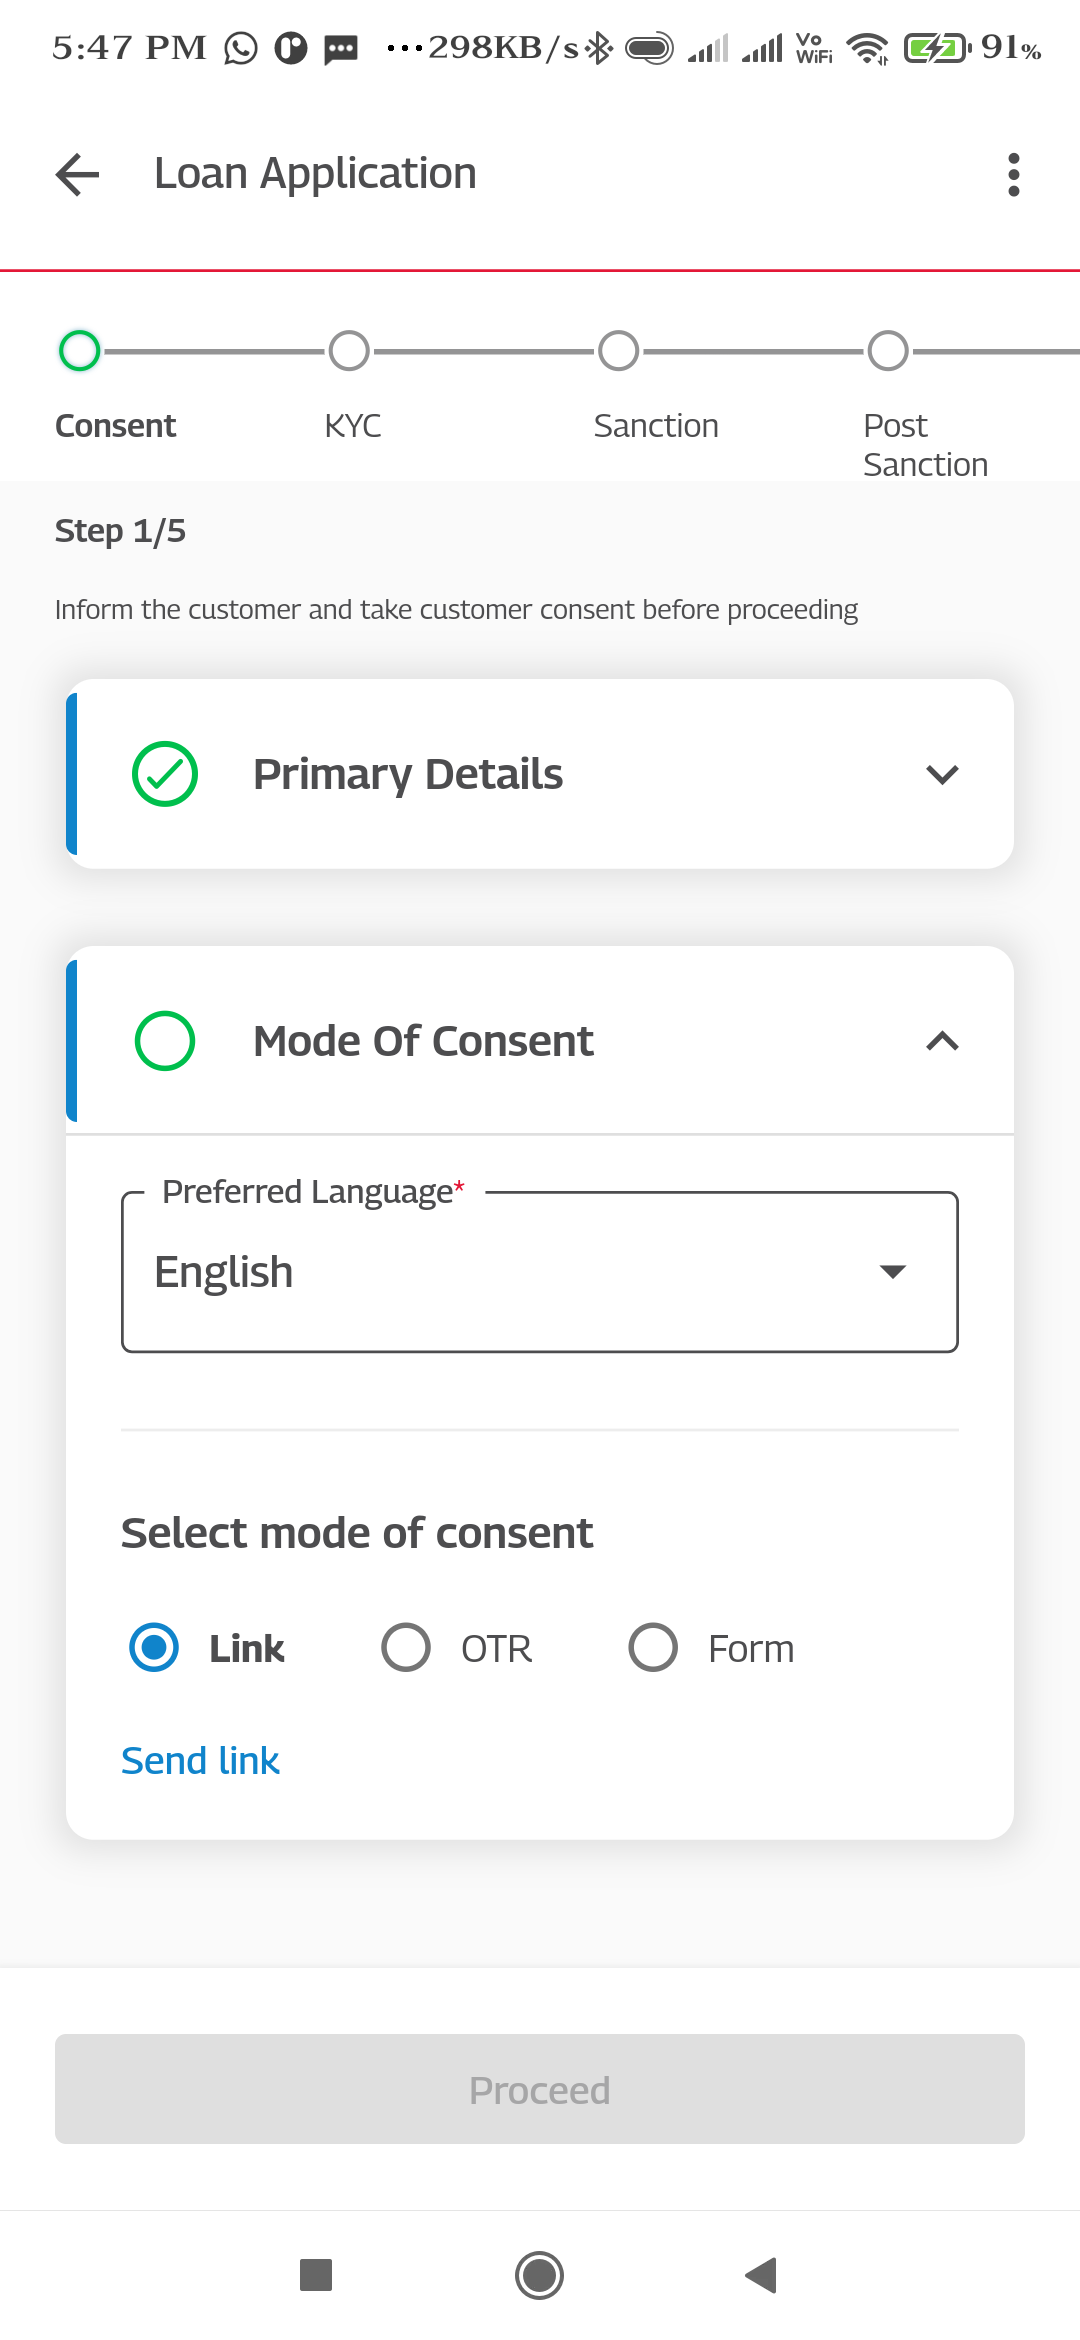 5:47 PM ...298KB/s Vo WiFi 91%
Loan Application
Consent KYC Sanction Post
Sanction
Step 1/5
Inform the customer and take customer consent before proceeding
Primary Details
Mode Of Consent
Preferred Language*
English
Select mode of consent
Link OTR Form
Send link
Proceed